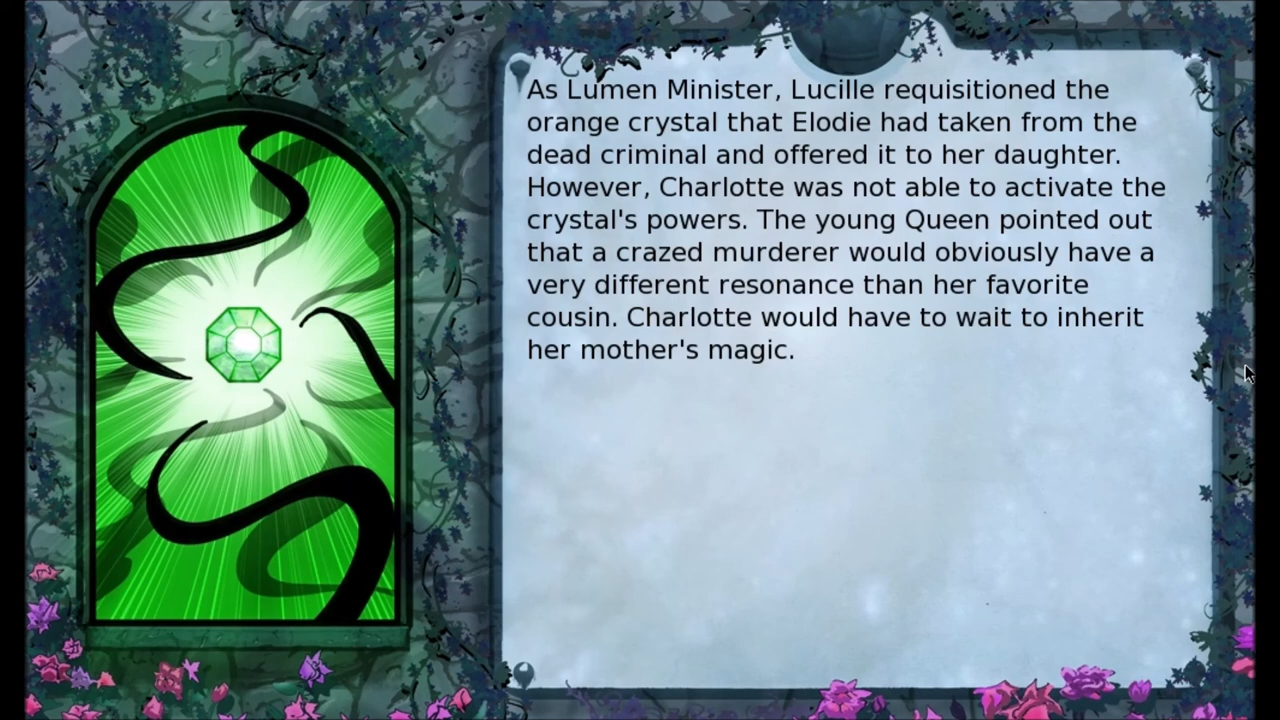 As Lumen Minister, Lucille requisitioned the
orange crystal that Elodie had taken from the
dead criminal and offered it to her daughter.
However, Charlotte was not able to activate the
crystal's powers. The young Queen pointed out
that a crazed murderer would obviously have a
very different resonance than her favorite
cousin. Charlotte would have to wait to inherit
her mother's magic.